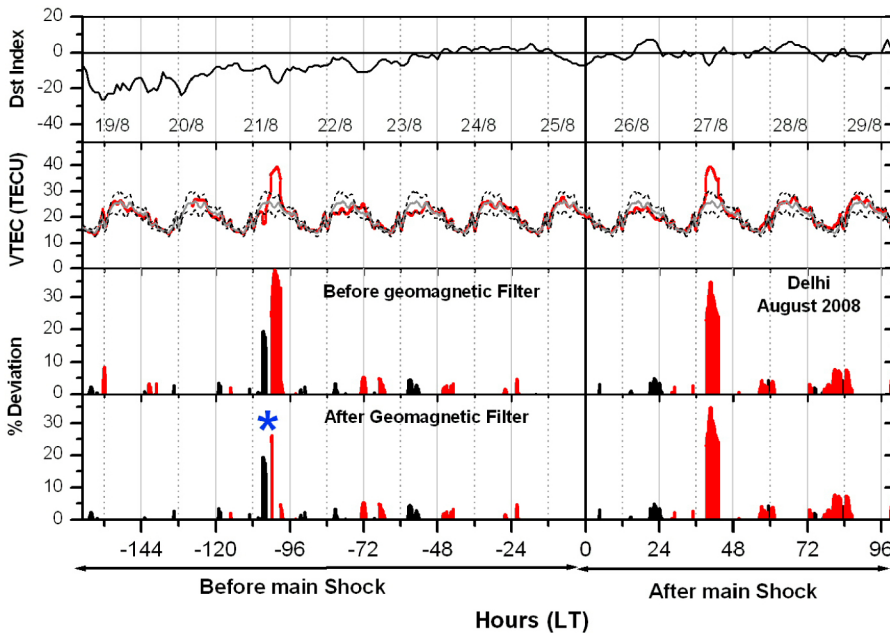 Dst Index
20
0
-20
-40
19/8 20/8 21/8 22/8 23/8 24/8 25/8 26/8 27/8 28/8 29/8
VTEC (TECU)
40
30
20
10
0
Before geomagnetic Filter
Delhi
August 2008
% Deviation
30
20
10
0
*
After Geomagnetic Filter
30
20
10
0
-144 -120 -96 -72 -48 -24 0 24 48 72 96
Before main Shock
After main Shock
Hours (LT)